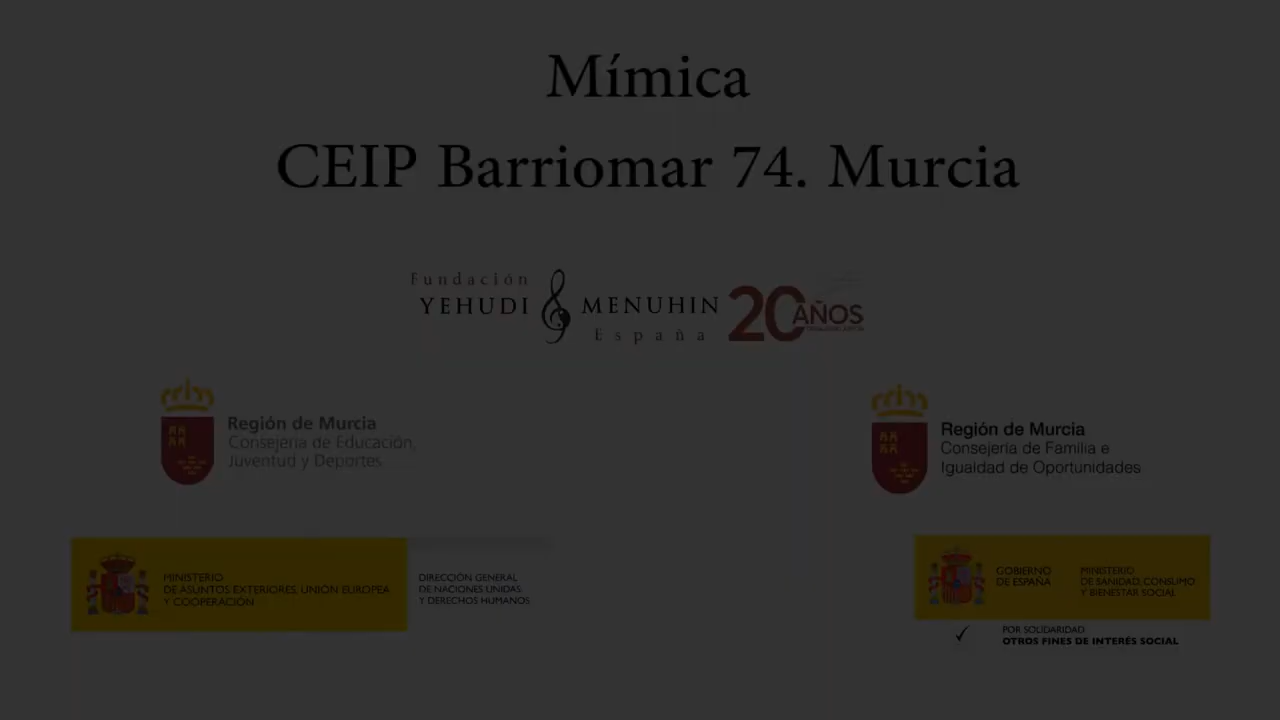 Mímica
CEIP Barriomar 74. Murcia
Fundación
YEHUDI MENUHIN
España
20 AÑOS
Región de Murcia
Consejería de Educación,
Juventud y Deportes
Región de Murcia
Consejería de Familia e
Igualdad de Oportunidades
MINISTERIO
DE ASUNTOS EXTERIORES, UNIÓN EUROPEA
Y COOPERACIÓN
DIRECCIÓN GENERAL
DE NACIONES UNIDAS
Y DERECHOS HUMANOS
GOBIERNO
DE ESPAÑA
MINISTERIO
DE SANIDAD, CONSUMO
Y BIENESTAR SOCIAL
POR SOLIDARIDAD
OTROS FINES DE INTERÉS SOCIAL